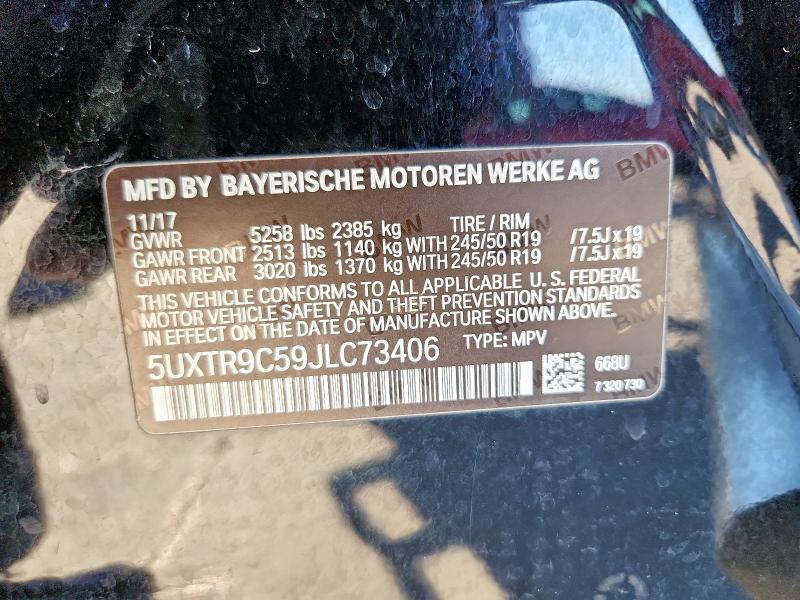 MFD BY BAYERISCHE MOTOREN WERKE AG
11/17 TIRE / RIM
GVWR 5258 lbs 2385 kg
GAWR FRONT 2513 lbs 1140 kg WITH 245/50 R19 /7.5J x 19
GAWR REAR 3020 lbs 1370 kg WITH 245/50 R19 /7.5J x 19
THIS VEHICLE CONFORMS TO ALL APPLICABLE U. S. FEDERAL
MOTOR VEHICLE SAFETY AND THEFT PREVENTION STANDARDS
IN EFFECT ON THE DATE OF MANUFACTURE SHOWN ABOVE.
5UXTR9C59JLC73406 TYPE: MPV
668U
7 320 730
BMW
BMW
BMW